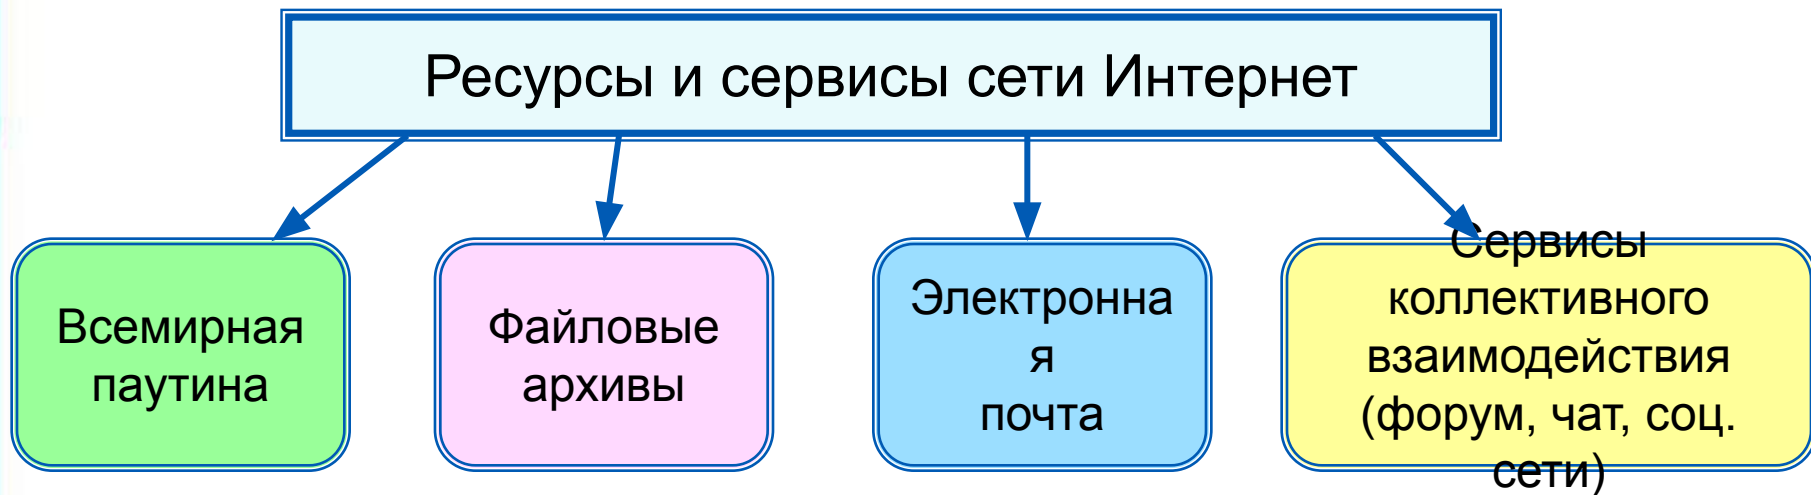 Ресурсы и сервисы сети Интернет
Всемирная
паутина
Файловые
архивы
Электронна
я
почта
Сервисы
коллективного
взаимодействия
(форум, чат, соц.
сети)